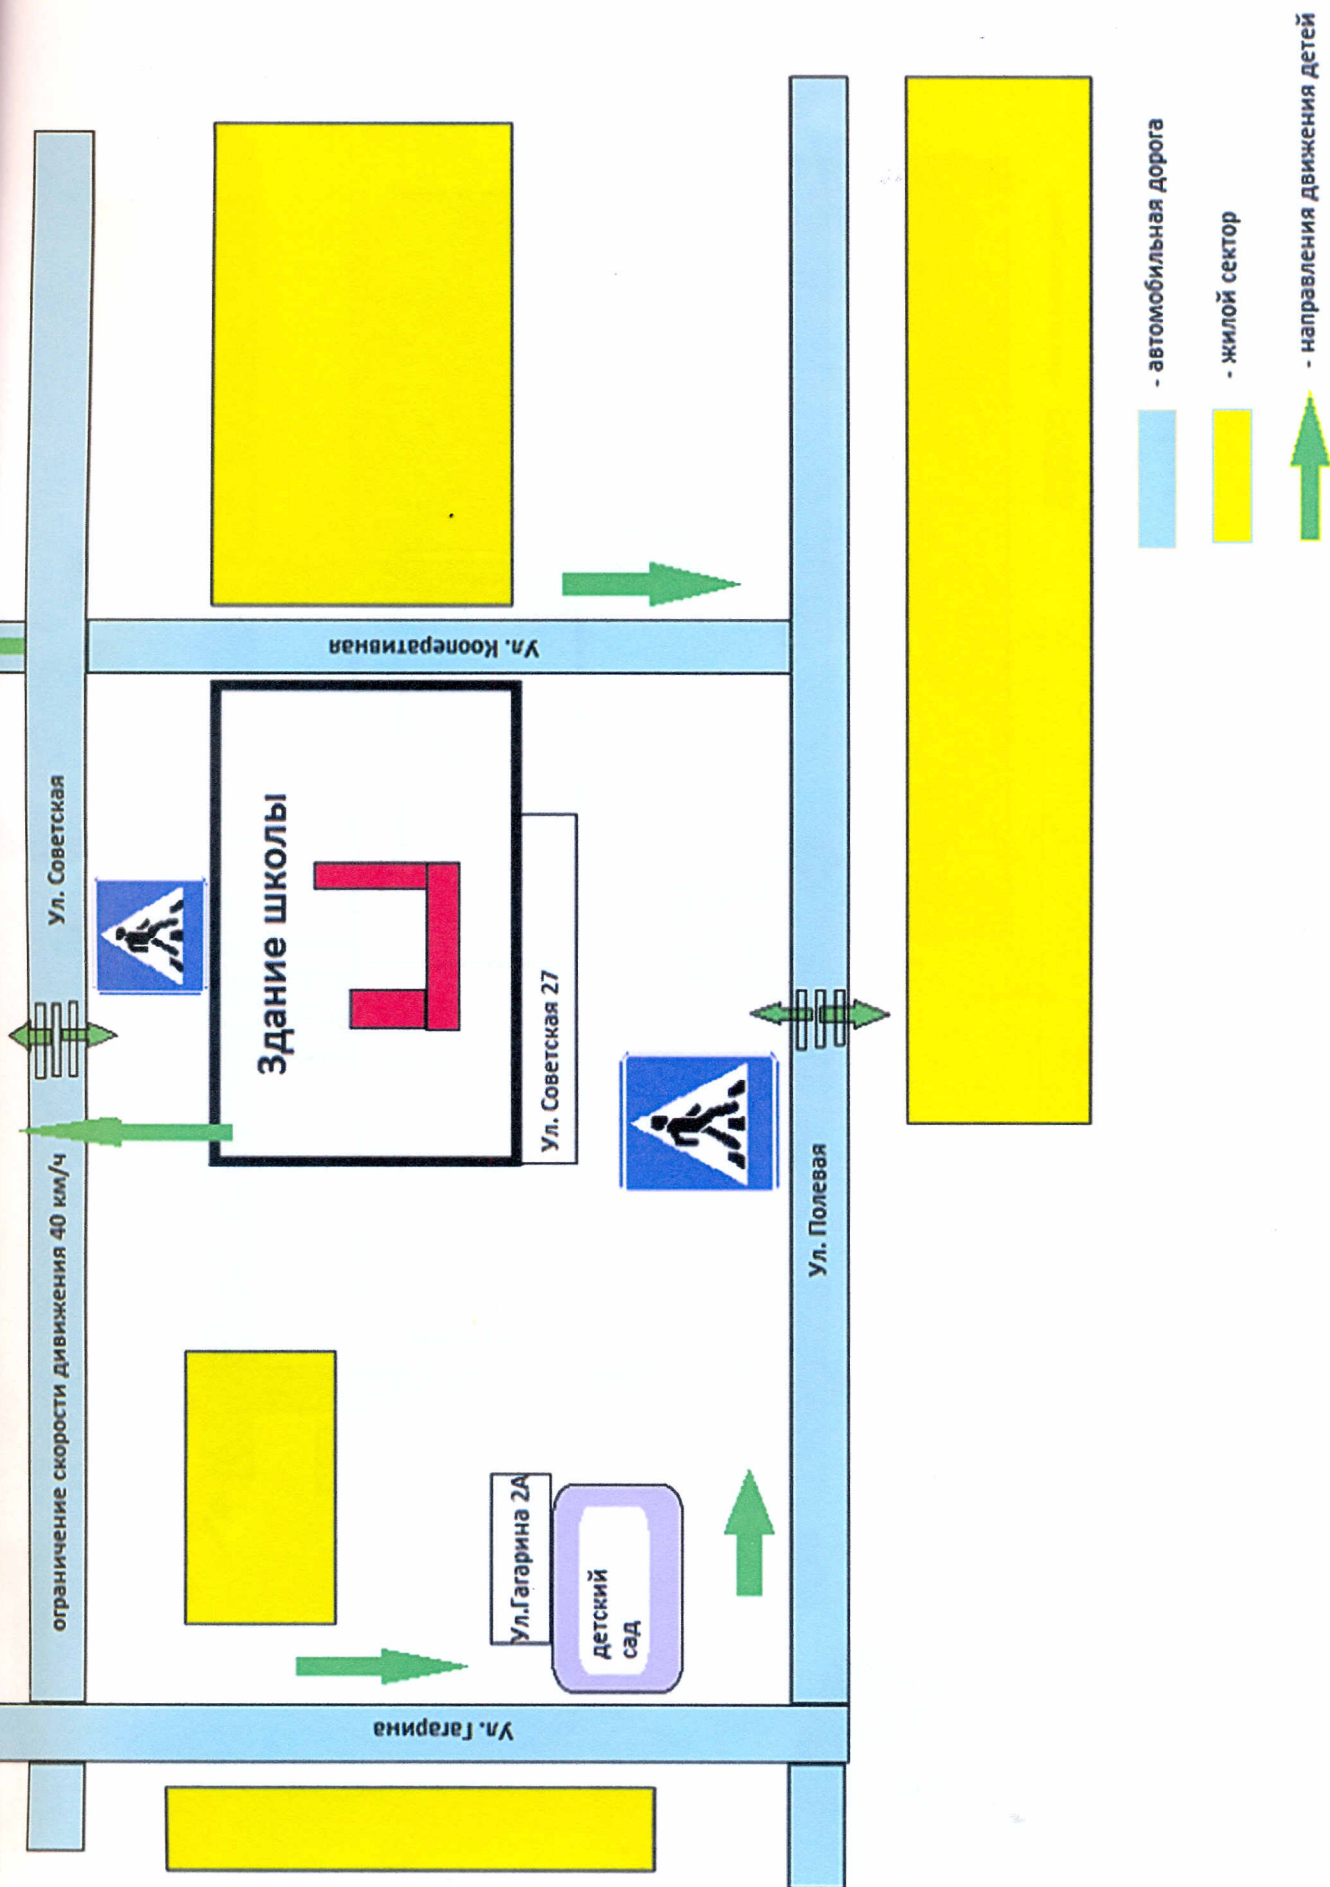 ограничение скорости дивижения 40 км/ч
Ул. Советская
Здание школы
Ул. Советская 27
Ул. Кооперативная
Ул.Гагарина 2А
детский
сад
Ул. Гагарина
Ул. Полевая
- автомобильная дорога
- жилой сектор
- направления движения детей